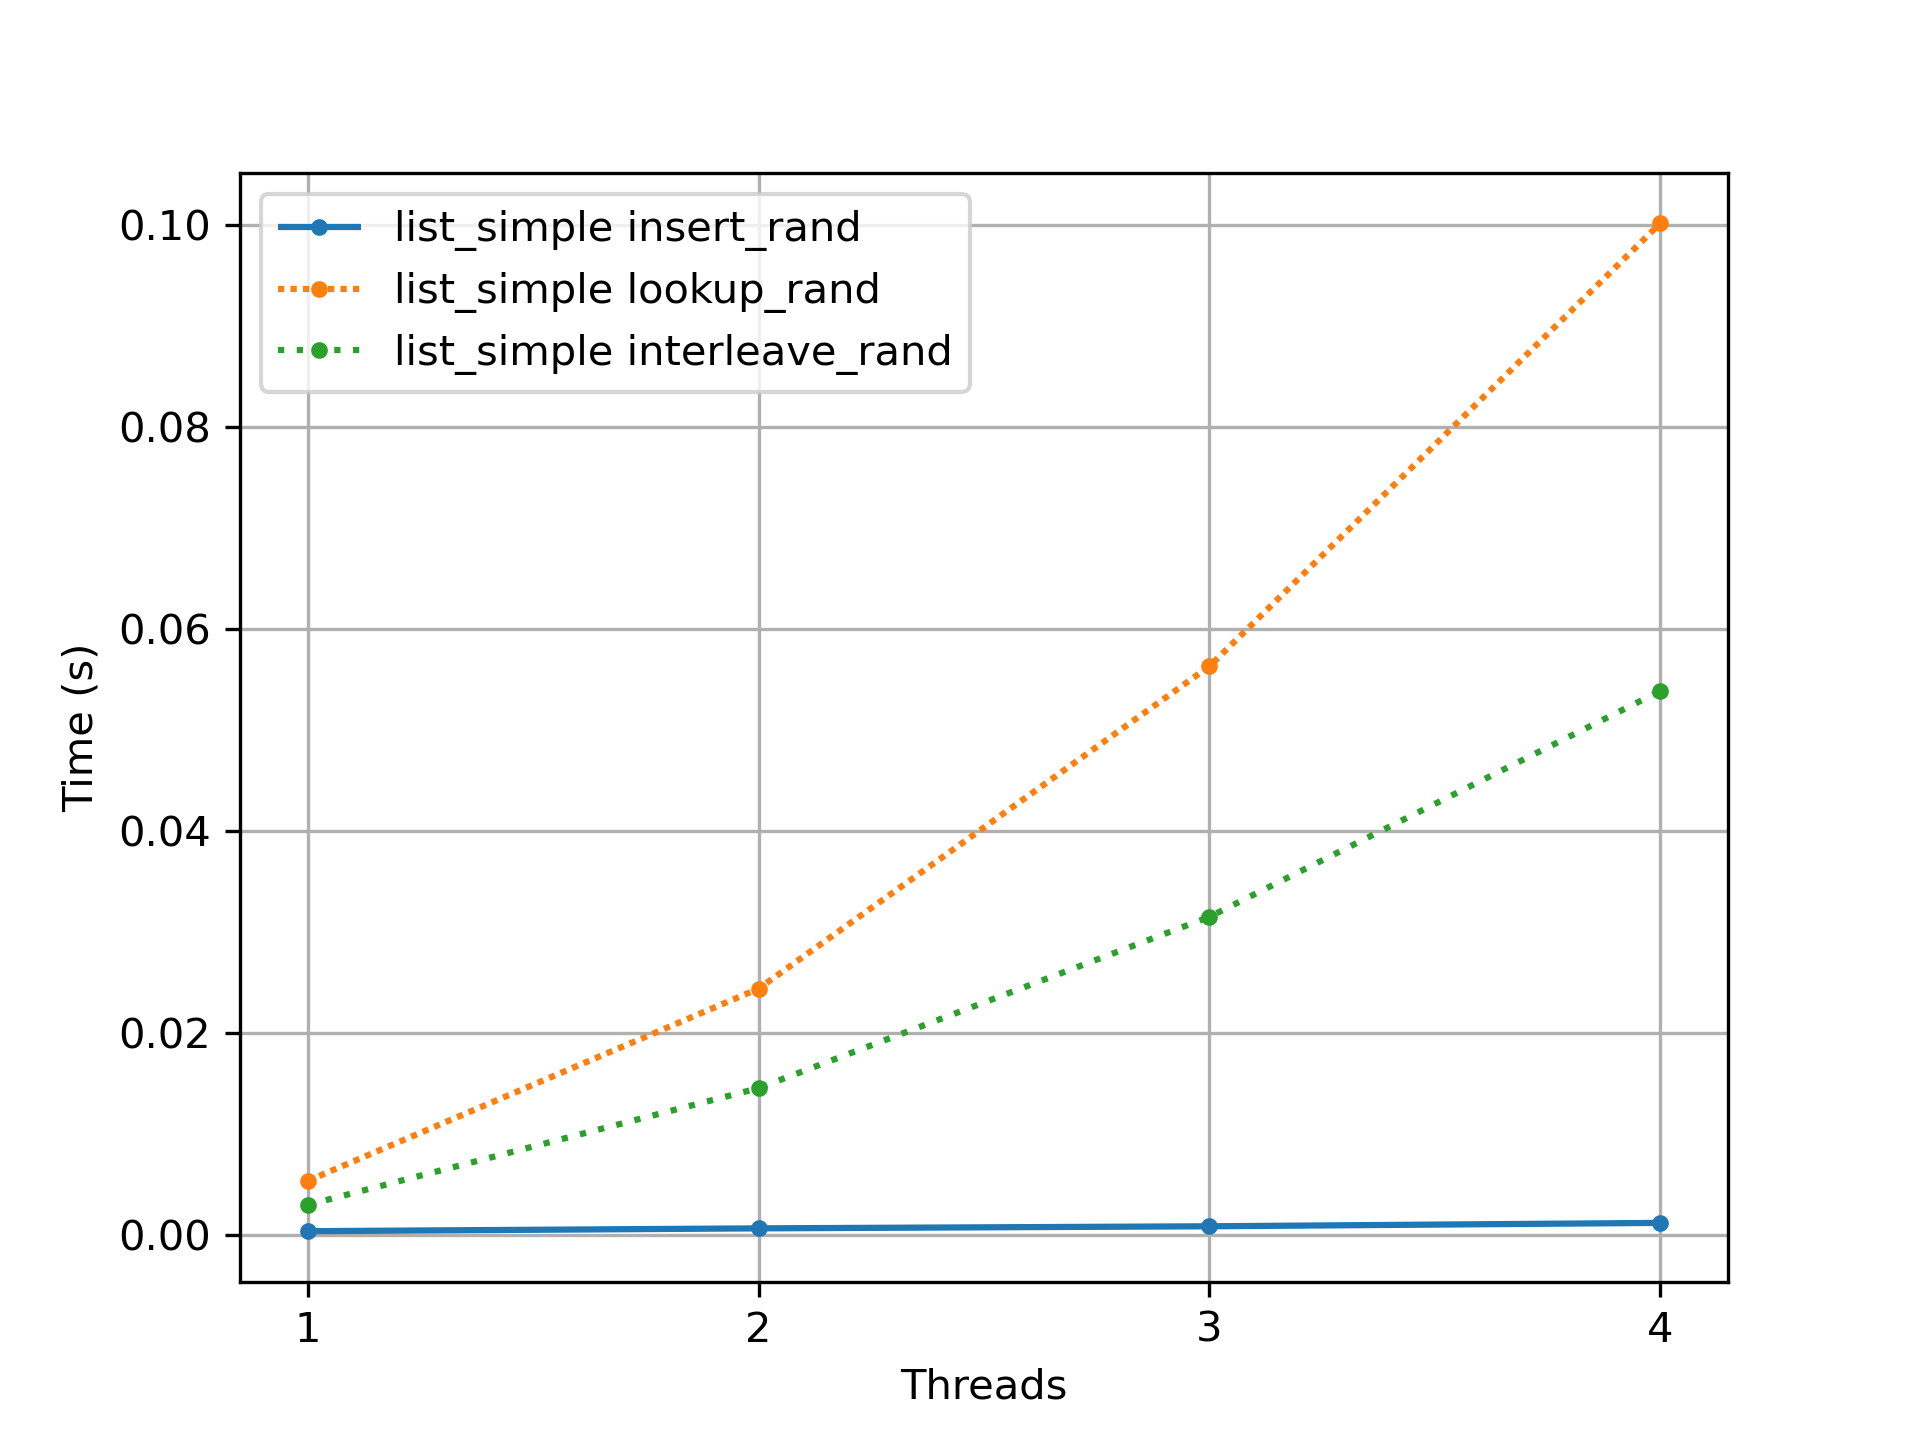 list_simple insert_rand
list_simple lookup_rand
list_simple interleave_rand
0.10
0.08
0.06
0.04
0.02
0.00
Time (s)
1 2 3 4
Threads